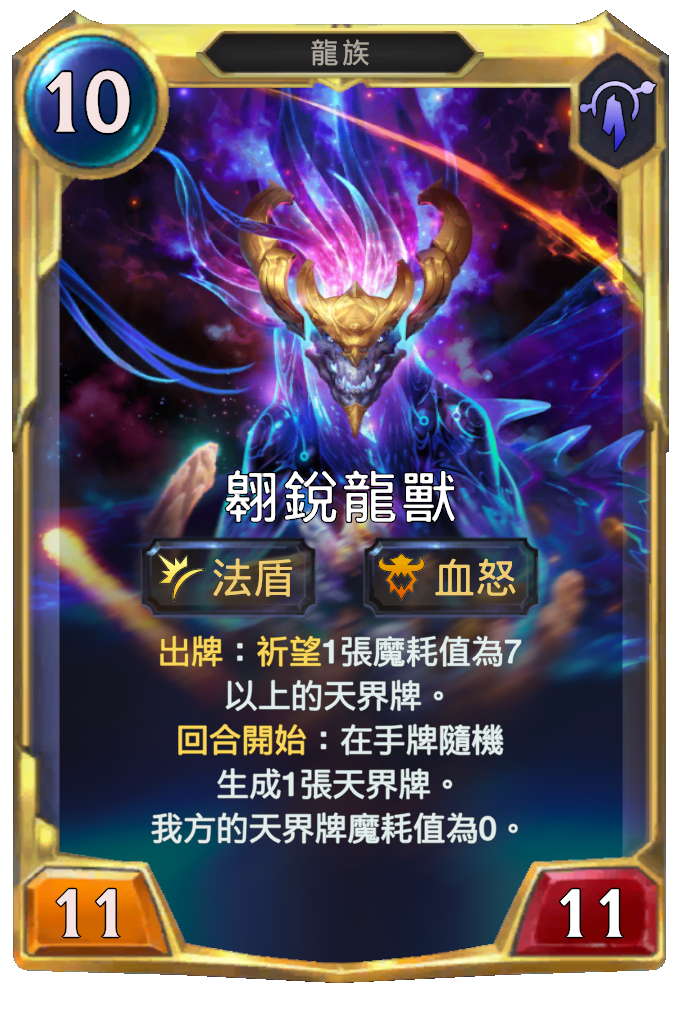 龍族
10
翱銳龍獸
法盾
血怒
出牌：祈望1張魔耗值為7
以上的天界牌。
回合開始：在手牌隨機
生成1張天界牌。
我方的天界牌魔耗值為0。
11
11